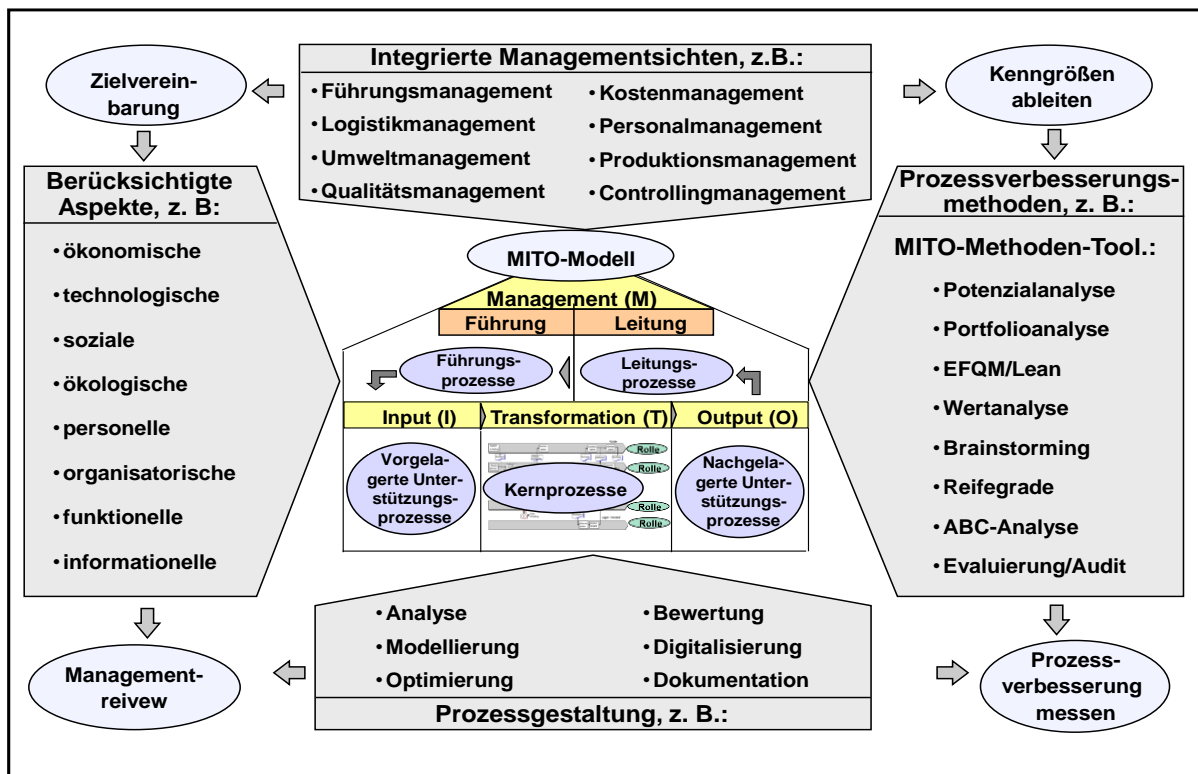 Integrierte Managementsichten, z.B.:
• Führungsmanagement
• Logistikmanagement
• Umweltmanagement
• Qualitätsmanagement
• Kostenmanagement
• Personalmanagement
• Produktionsmanagement
• Controllingmanagement
Zielverein-
barung
Kenngrößen
ableiten
Berücksichtigte
Aspekte, z. B:
• ökonomische
• technologische
• soziale
• ökologische
• personelle
• organisatorische
• funktionelle
• informationelle
MITO-Modell
Management (M)
Führung
Leitung
Führungs-
prozesse
Leitungs-
prozesse
Input (I)
Transformation (T)
Output (O)
Vorgela-
gerte Unter-
stützungs-
prozesse
Kernprozesse
Rolle
Rolle
Rolle
Rolle
Nachgela-
gerte Unter-
stützungs-
prozesse
Prozessverbesserungs-
methoden, z. B.:
MITO-Methoden-Tool.:
• Potenzialanalyse
• Portfolioanalyse
• EFQM/Lean
• Wertanalyse
• Brainstorming
• Reifegrade
• ABC-Analyse
• Evaluierung/Audit
Management-
reivew
• Analyse
• Modellierung
• Optimierung
• Bewertung
• Digitalisierung
• Dokumentation
Prozessgestaltung, z. B.:
Prozess-
verbesserung
messen